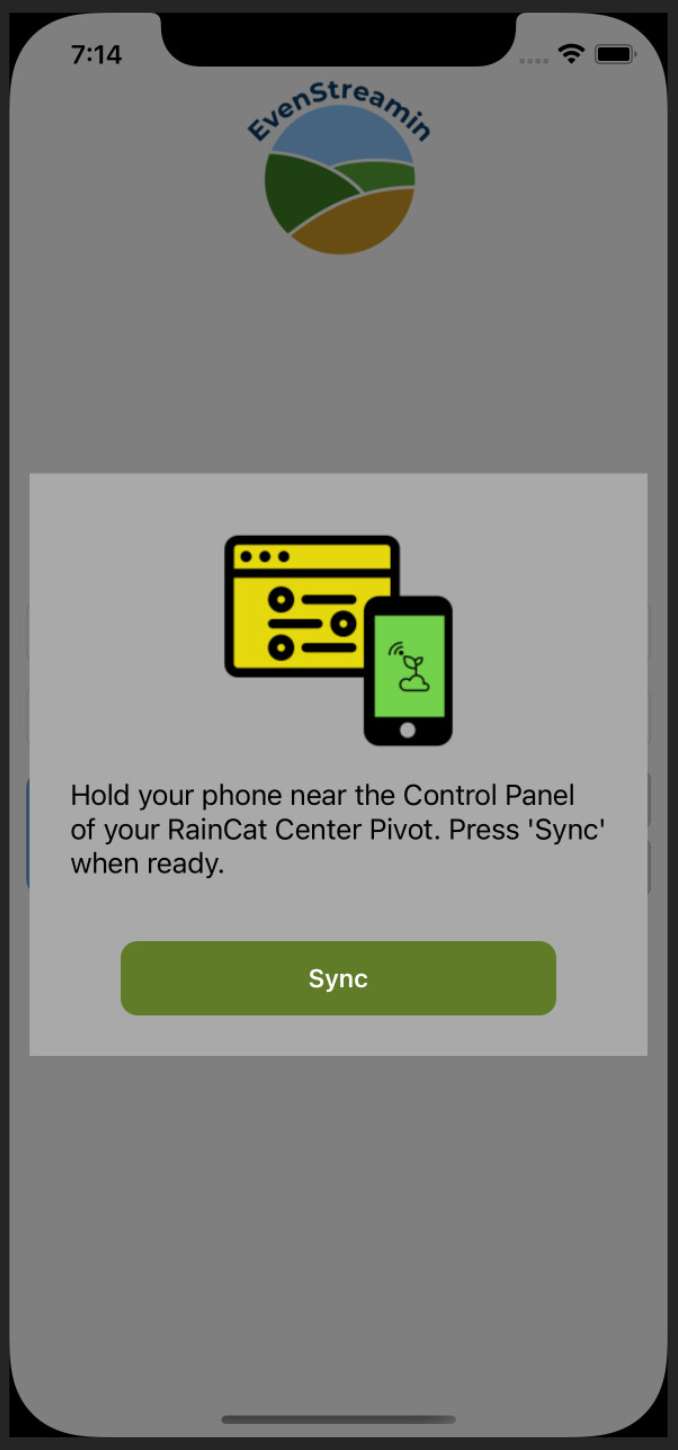 7:14
EvenStreamin
Hold your phone near the Control Panel
of your RainCat Center Pivot. Press 'Sync'
when ready.
Sync